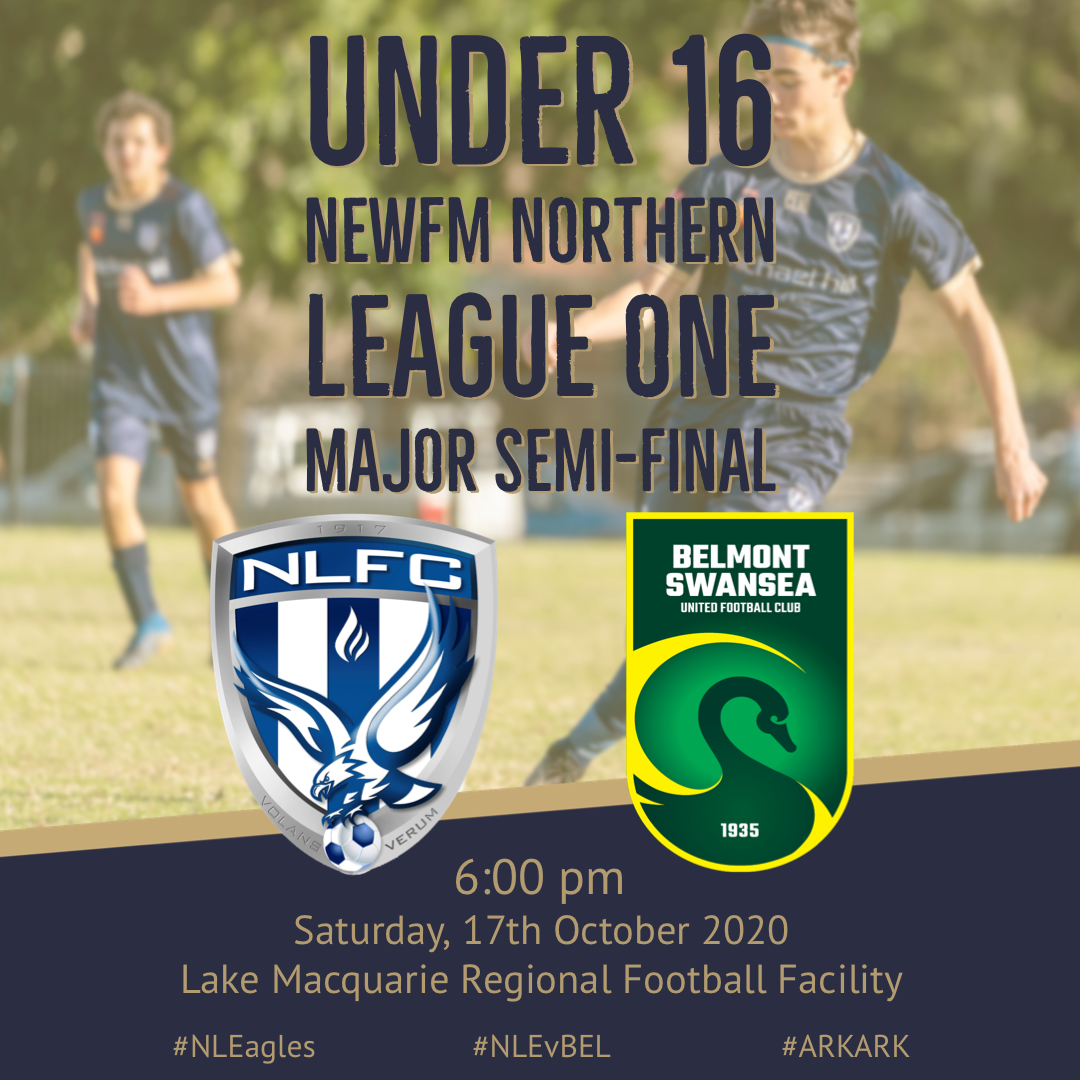 UNDER 16
NEWFM NORTHERN
LEAGUE ONE
MAJOR SEMI-FINAL
1917
NLFC
VOLANS
VERUM
BELMONT
SWANSEA
UNITED FOOTBALL CLUB
1935
6:00 pm
Saturday, 17th October 2020
Lake Macquarie Regional Football Facility
#NLEagles #NLEvBEL #ARKARK